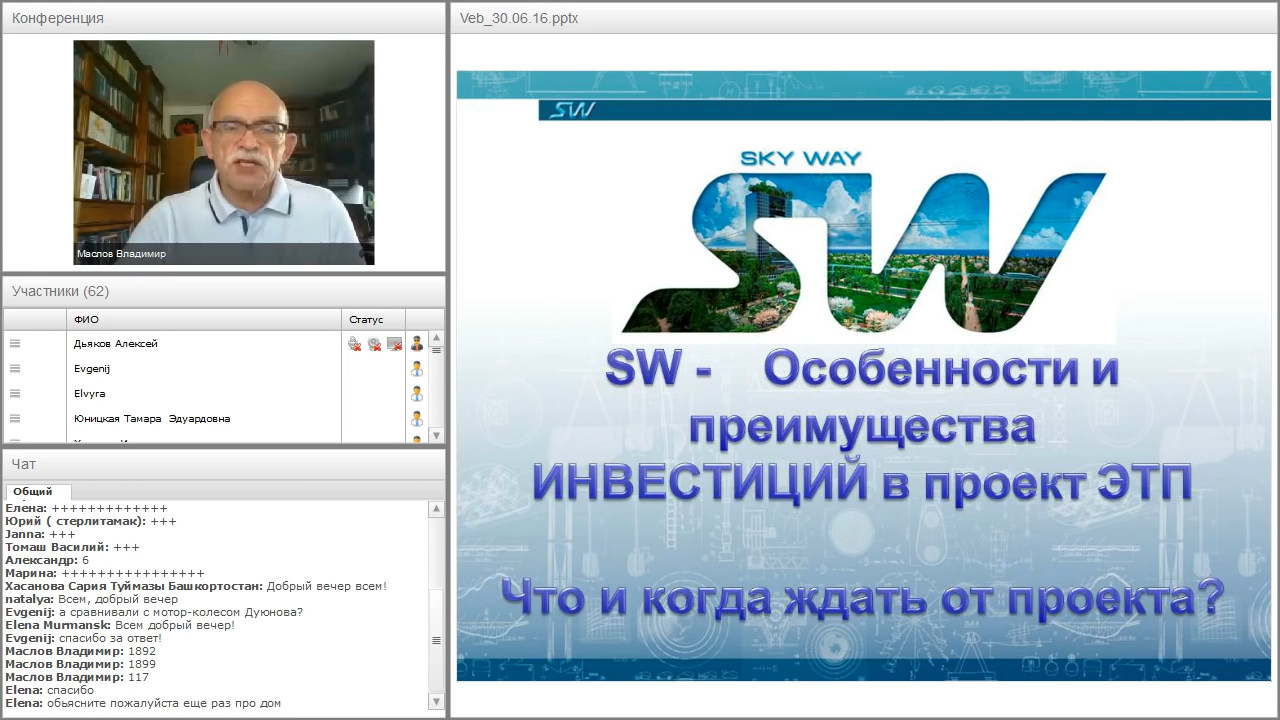 Конференция
Маслов Владимир
Участники (62)
ФИО
Статус
Дьяков Алексей
Evgenij
Elvyra
Юницкая Тамара Эдуардовна
Чат
Общий
Елена: +++++++++++++
Юрий ( стерлитамак): +++
Janna: +++
Томаш Василий: +++
Александр: 6
Марина: ++++++++++++++++
Хасанова Сария Туймазы Башкортостан: Добрый вечер всем!
natalya: Всем, добрый вечер
Evgenij: а сравнивали с мотор-колесом Дуюнова?
Elena Murmansk: Всем добрый вечер!
Evgenij: спасибо за ответ!
Маслов Владимир: 1892
Маслов Владимир: 1899
Маслов Владимир: 117
Elena: спасибо
Elena: обьясните пожалуйств еще раз про дом
Veb_30.06.16.pptx
SW
SKY WAY
SW
SW - Особенности и
преимущества
ИНВЕСТИЦИЙ в проект ЭТП
Что и когда ждать от проекта?